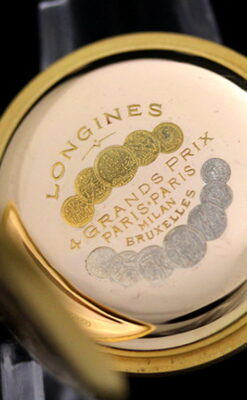 LONGINES
4 GRANDS PRIX
PARIS-PARIS
MILAN
BRUXELLES